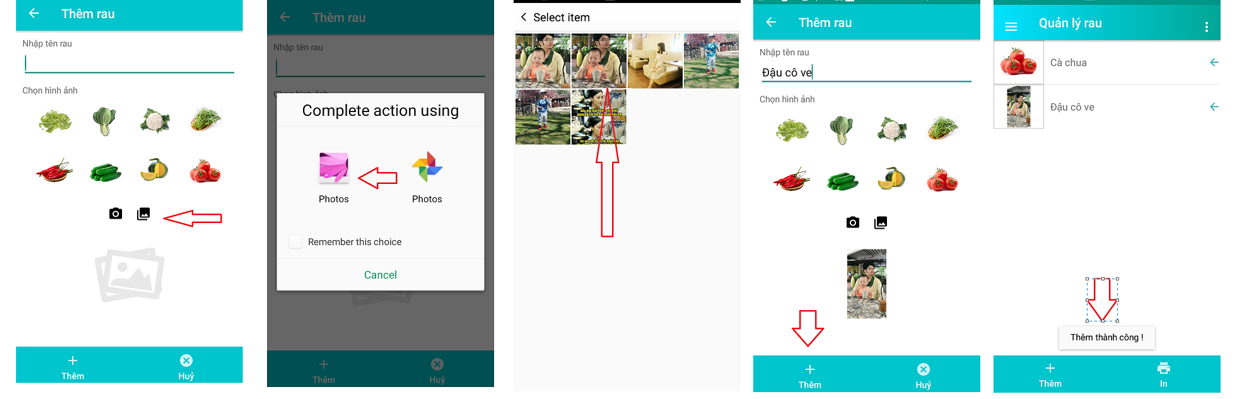 Thêm rau
Nhập tên rau
Chọn hình ảnh
Thêm
Huỷ
Thêm rau
Nhập tên rau
Complete action using
Photos
Photos
Remember this choice
Cancel
Thêm
Huỷ
Select item
Thêm rau
Nhập tên rau
Đậu cô ve
Chọn hình ảnh
Thêm
Huỷ
Quản lý rau
Cà chua
Đậu cô ve
Thêm thành công !
Thêm
In